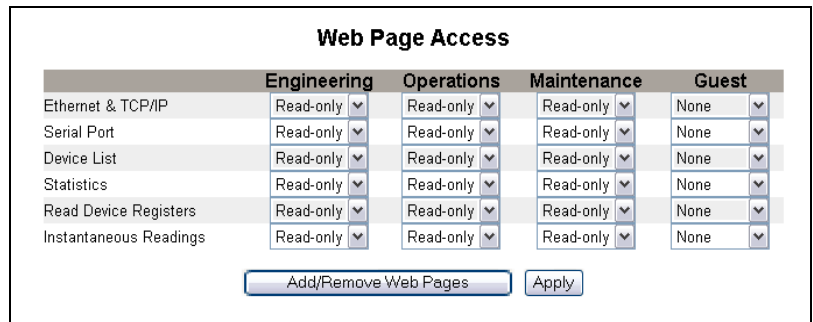 Web Page Access
Engineering Operations Maintenance Guest
Ethernet & TCP/IP Read-only Read-only Read-only None
Serial Port Read-only Read-only Read-only None
Device List Read-only Read-only Read-only None
Statistics Read-only Read-only Read-only None
Read Device Registers Read-only Read-only Read-only None
Instantaneous Readings Read-only Read-only Read-only None
Add/Remove Web Pages Apply